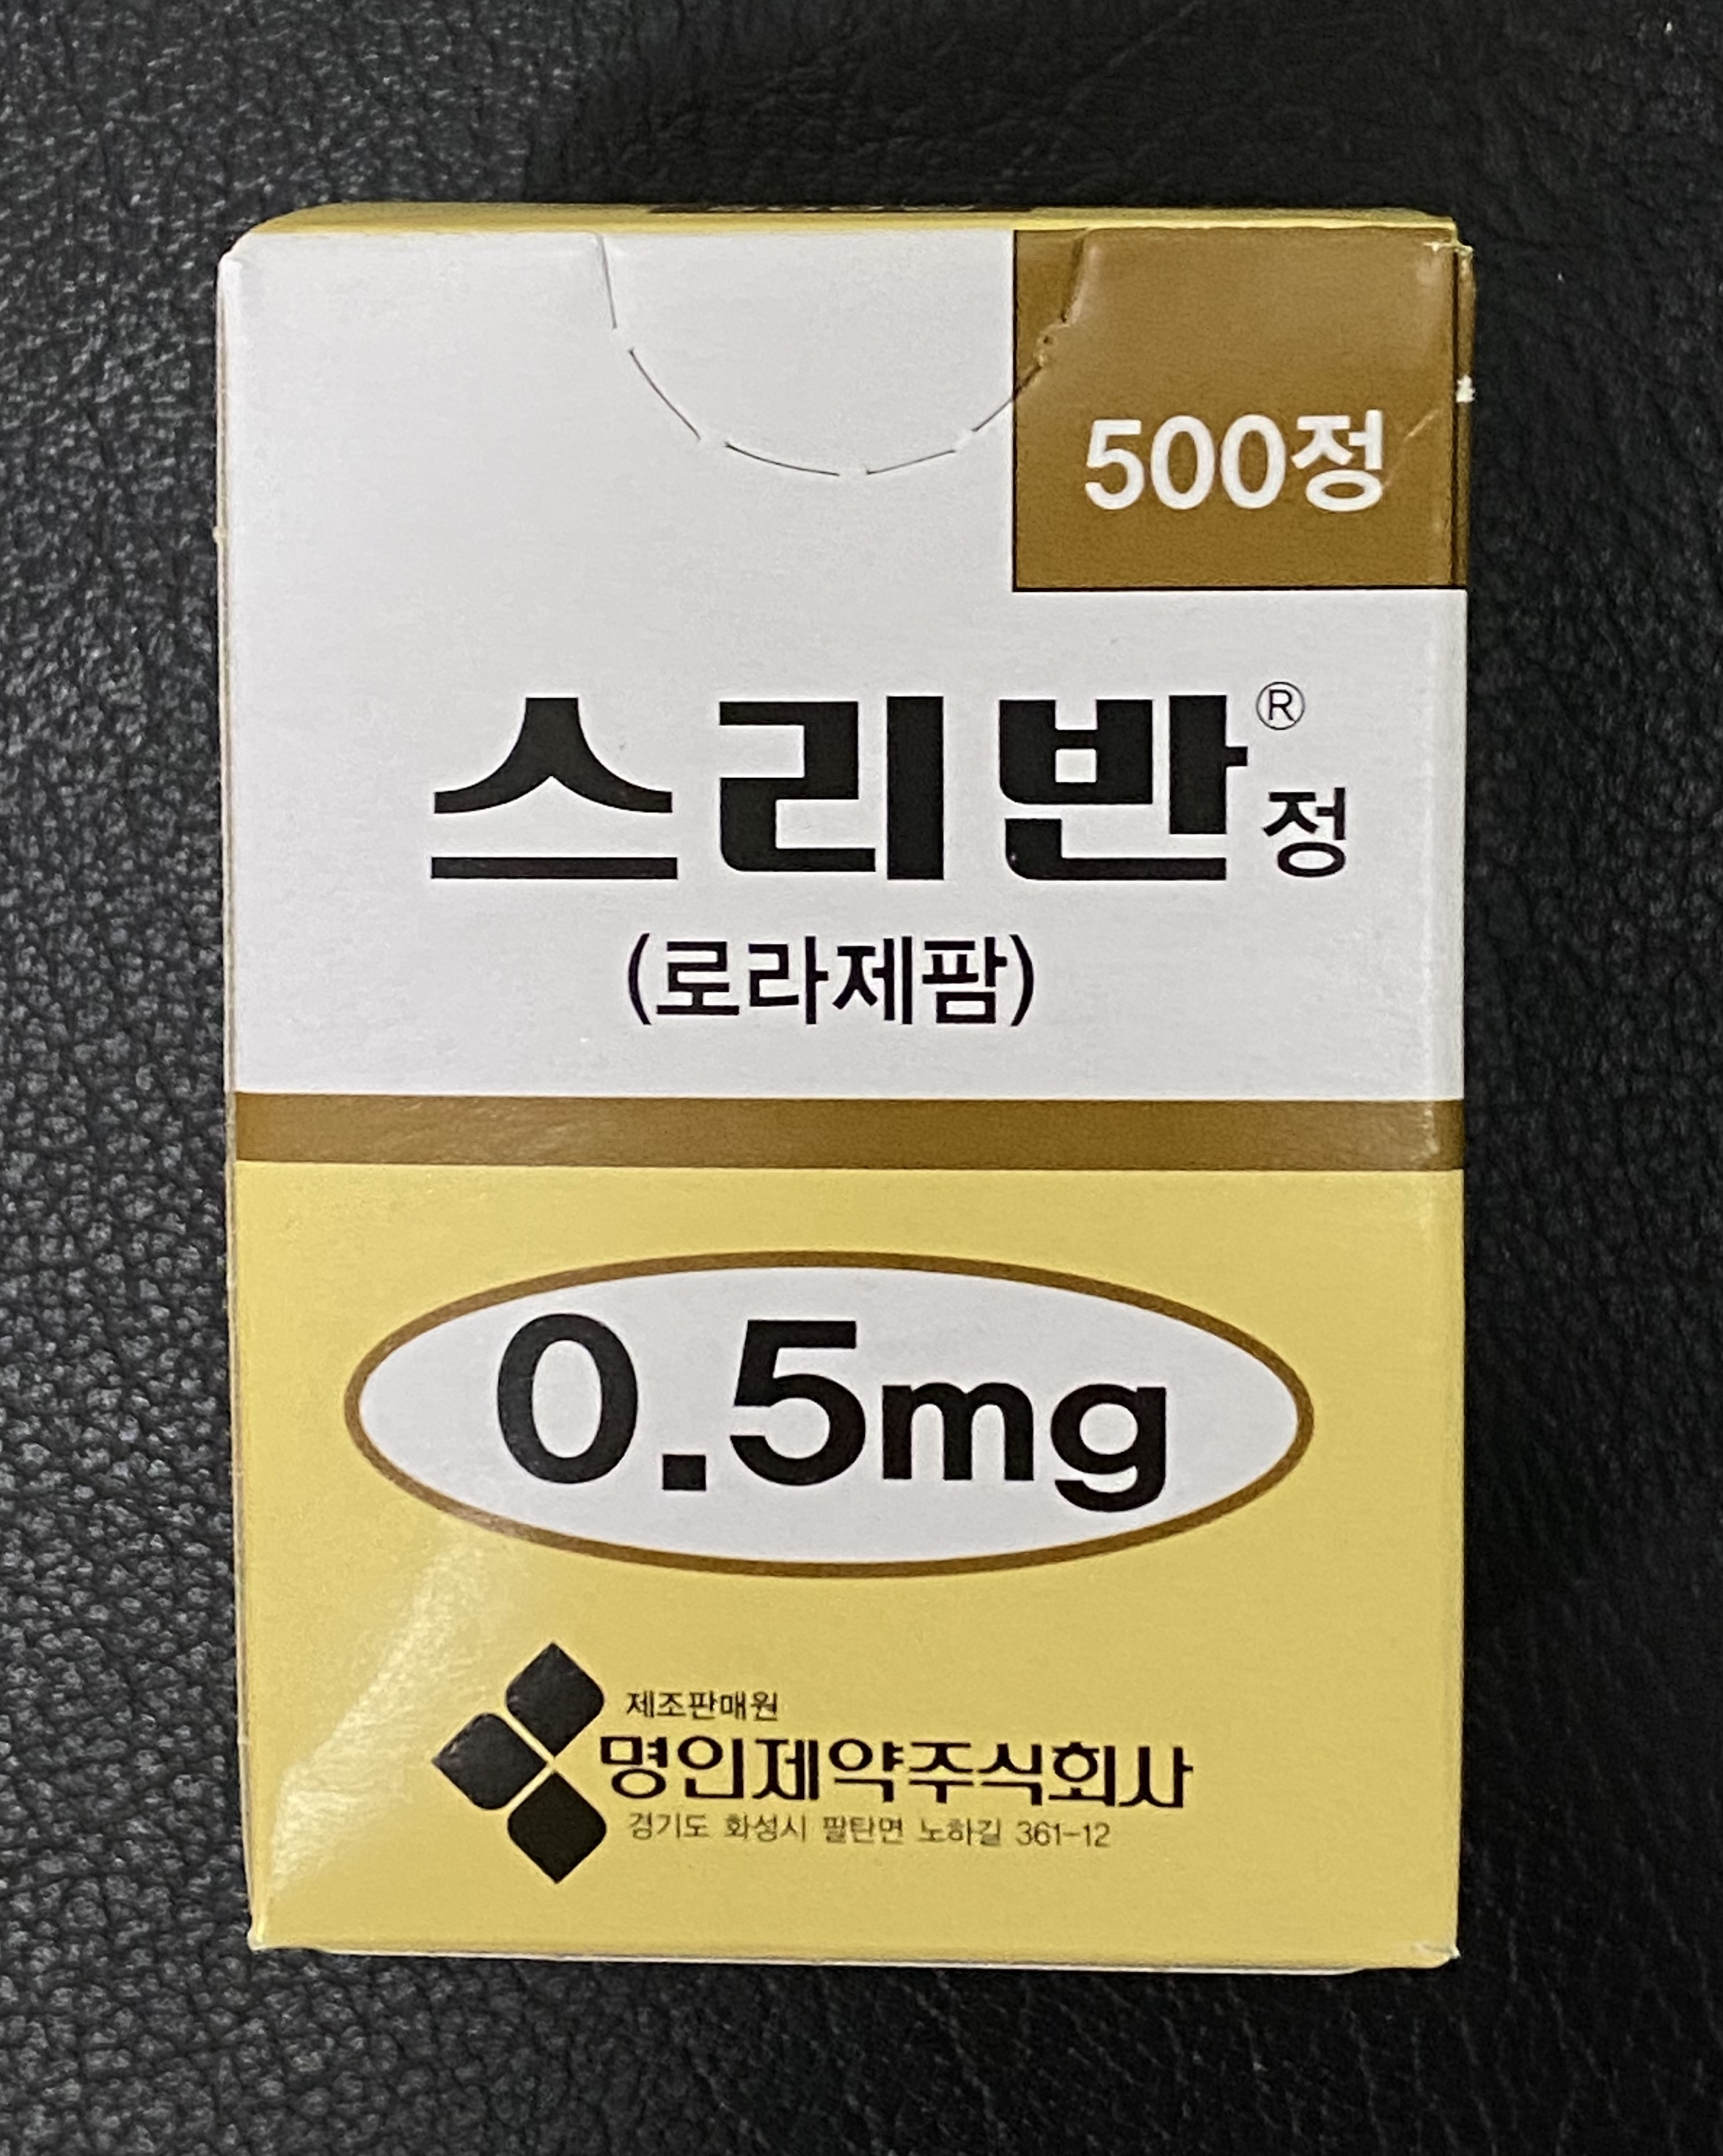 500정
스리반®정
(로라제팜)
0.5mg
제조판매원
명인제약주식회사
경기도 화성시 팔탄면 노하길 361-12